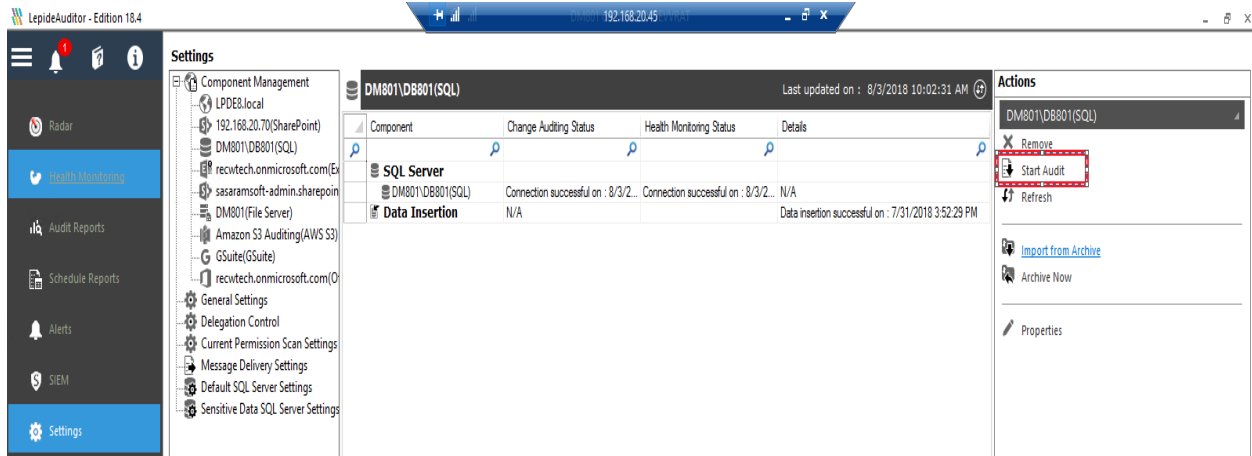 LepideAuditor - Edition 18.4
192.168.20.45
1
Settings
Component Management
LPDE8.local
192.168.20.70(SharePoint)
DM801\DB801(SQL)
recwtech.onmicrosoft.com(Ex
sasaramsoft-admin.sharepoin
DM801(File Server)
Amazon S3 Auditing(AWS S3)
GSuite(GSuite)
recwtech.onmicrosoft.com(O
General Settings
Delegation Control
Current Permission Scan Settings
Message Delivery Settings
Default SQL Server Settings
Sensitive Data SQL Server Settings
Radar
Health Monitoring
Audit Reports
Schedule Reports
Alerts
SIEM
Settings
DM801\DB801(SQL)
Last updated on : 8/3/2018 10:02:31 AM
Component Change Auditing Status Health Monitoring Status Details
SQL Server
DM801\DB801(SQL) Connection successful on : 8/3/2... Connection successful on : 8/3/2... N/A
Data Insertion N/A Data insertion successful on : 7/31/2018 3:52:29 PM
Actions
DM801\DB801(SQL)
Remove
Start Audit
Refresh
Import from Archive
Archive Now
Properties